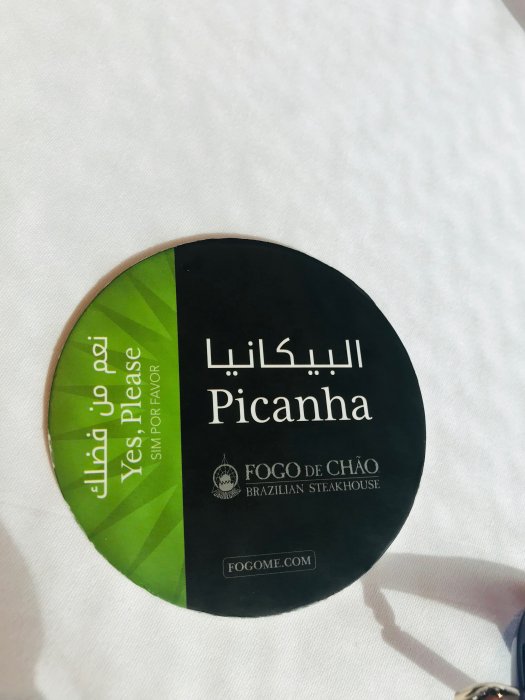 نعم من فضلك
Yes, Please
SIM POR FAVOR
البيكانيا
Picanha
FOGO DE CHÃO
BRAZILIAN STEAKHOUSE
FOGOME.COM